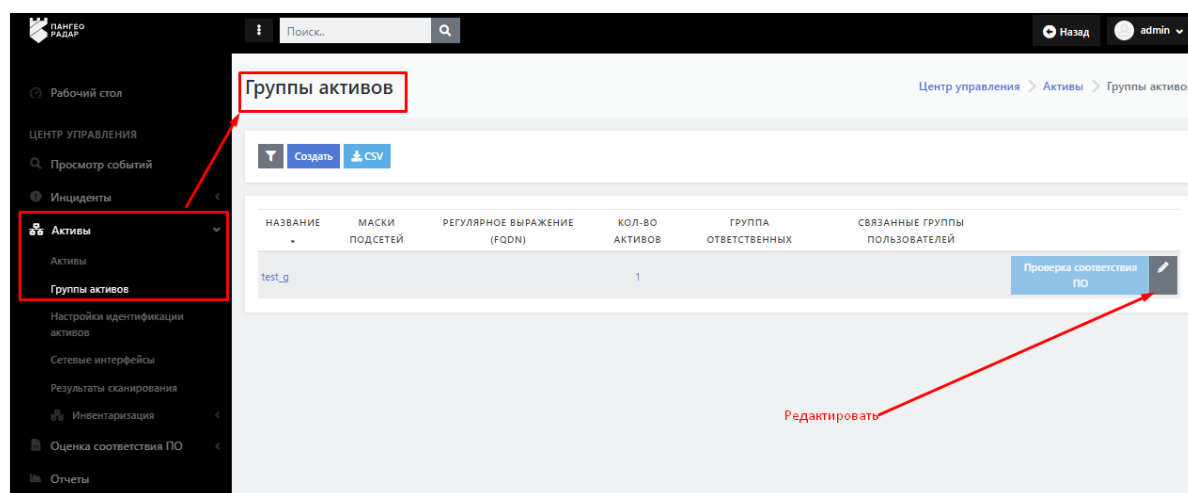 ПАНГЕО
РАДАР
Поиск..
Назад
admin
Рабочий стол
ЦЕНТР УПРАВЛЕНИЯ
Просмотр событий
Инциденты
Активы
Активы
Группы активов
Настройки идентификации
активов
Сетевые интерфейсы
Результаты сканирования
Инвентаризация
Оценка соответствия ПО
Отчеты
Группы активов
Центр управления > Активы > Группы активо
Создать
CSV
НАЗВАНИЕ
МАСКИ
ПОДСЕТЕЙ
РЕГУЛЯРНОЕ ВЫРАЖЕНИЕ
(FQDN)
КОЛ-ВО
АКТИВОВ
ГРУППА
ОТВЕТСТВЕННЫХ
СВЯЗАННЫЕ ГРУППЫ
ПОЛЬЗОВАТЕЛЕЙ
test_g
1
Проверка соответствия
ПО
Редактировать